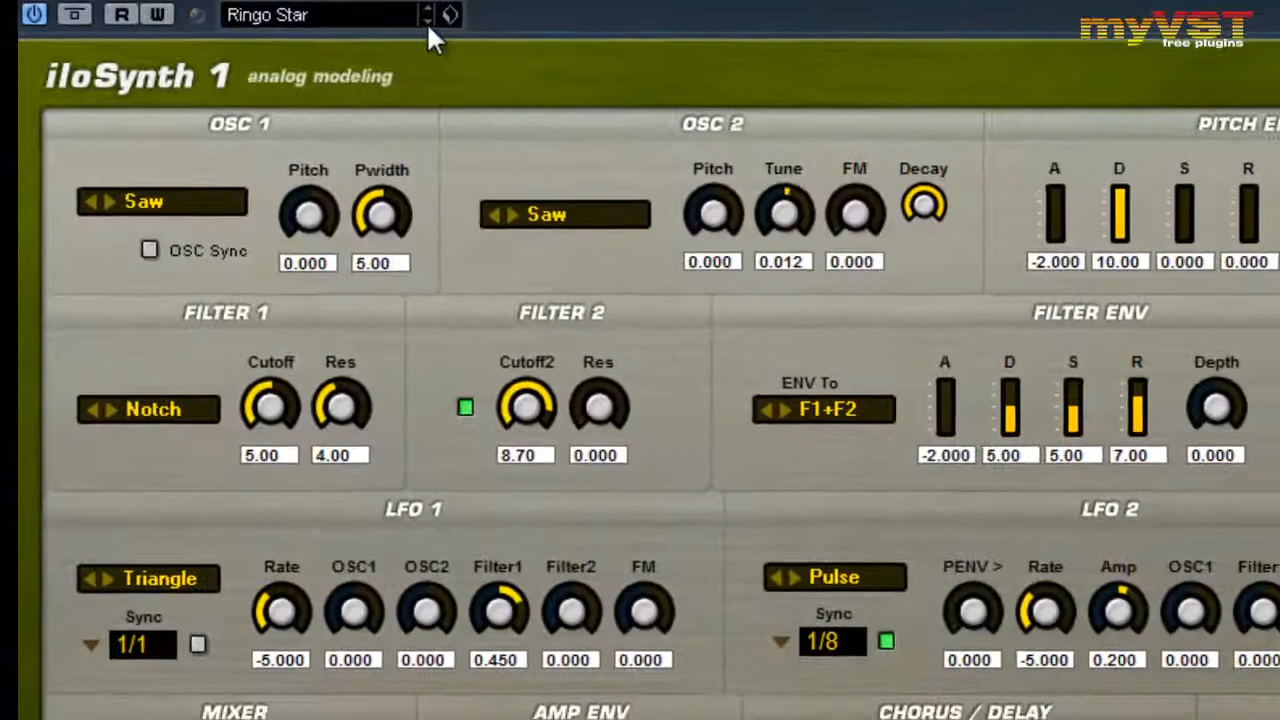 R W Ringo Star
myVST
free plugins
iloSynth 1 analog modeling
OSC 1 OSC 2 PITCH E
Pitch Pwidth Pitch Tune FM Decay A D S R
Saw Saw
OSC Sync
0.000 5.00 0.000 0.012 0.000 -2.000 10.00 0.000 0.000
FILTER 1 FILTER 2 FILTER ENV
Cutoff Res Cutoff2 Res A D S R Depth
ENV To
Notch F1+F2
5.00 4.00 8.70 0.000 -2.000 5.00 5.00 7.00 0.000
LFO 1 LFO 2
Rate OSC1 OSC2 Filter1 Filter2 FM PENV > Rate Amp OSC1 Filter
Triangle Pulse
Sync Sync
1/1 1/8
-5.000 0.000 0.000 0.450 0.000 0.000 0.000 -5.000 0.200 0.000 0.000
MIXER AMP ENV CHORUS / DELAY